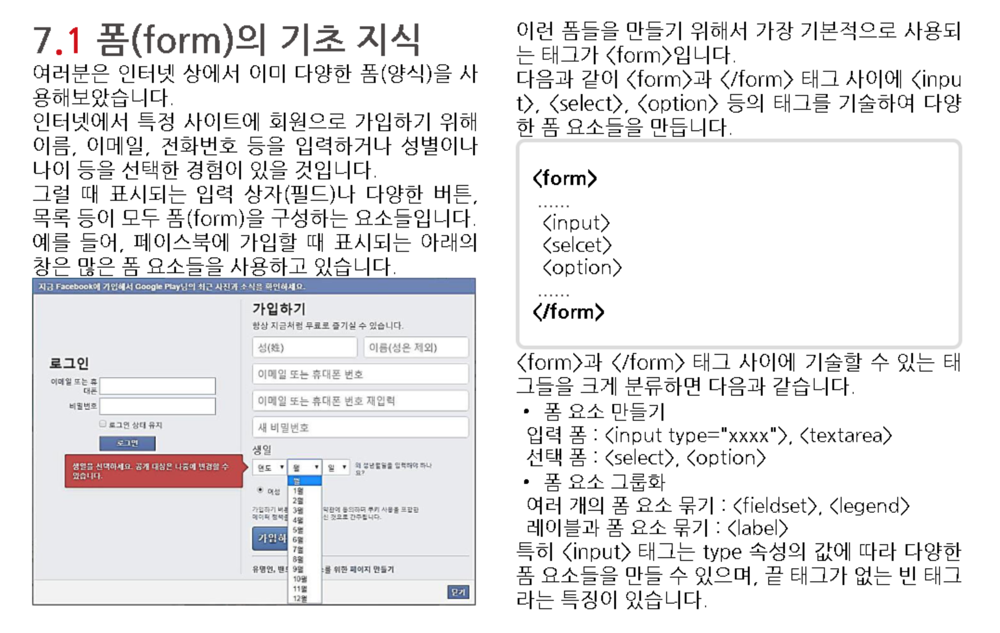 7.1 폼(form)의 기초 지식
여러분은 인터넷 상에서 이미 다양한 폼(양식)을 사
용해보았습니다.
인터넷에서 특정 사이트에 회원으로 가입하기 위해
이름, 이메일, 전화번호 등을 입력하거나 성별이나
나이 등을 선택한 경험이 있을 것입니다.
그럴 때 표시되는 입력 상자(필드)나 다양한 버튼,
목록 등이 모두 폼(form)을 구성하는 요소들입니다.
예를 들어, 페이스북에 가입할 때 표시되는 아래의
창은 많은 폼 요소들을 사용하고 있습니다.
지금 Facebook에 가입해서 Google Play님의 최근 사진과 소식을 확인하세요.
로그인
이메일 또는 휴
대폰
비밀번호
로그인 상태 유지
로그인
생일을 선택하세요. 공개 대상은 나중에 변경할 수
있습니다.
가입하기
항상 지금처럼 무료로 즐기실 수 있습니다.
성(姓) 이름(성은 제외)
이메일 또는 휴대폰 번호
이메일 또는 휴대폰 번호 재입력
새 비밀번호
생일
연도 월 일 왜 생년월일을 입력해야 하나
요?
월
여성 1월
2월
가입하기 버튼 3월 약관에 동의하며 쿠키 사용을 포함한
데이터 정책을 4월 신 것으로 간주됩니다.
5월
가입하 6월
7월
8월
유명인, 밴드 9월 를 위한 페이지 만들기
10월
11월
12월
닫기
이런 폼들을 만들기 위해서 가장 기본적으로 사용되
는 태그가 〈form〉입니다.
다음과 같이 〈form〉과 〈/form〉 태그 사이에 〈inpu
t〉, 〈select〉, 〈option〉 등의 태그를 기술하여 다양
한 폼 요소들을 만듭니다.
〈form〉
......
〈input〉
〈selcet〉
〈option〉
......
〈/form〉
〈form〉과 〈/form〉 태그 사이에 기술할 수 있는 태
그들을 크게 분류하면 다음과 같습니다.
• 폼 요소 만들기
입력 폼 : 〈input type="xxxx"〉, 〈textarea〉
선택 폼 : 〈select〉, 〈option〉
• 폼 요소 그룹화
여러 개의 폼 요소 묶기 : 〈fieldset〉, 〈legend〉
레이블과 폼 요소 묶기 : 〈label〉
특히 〈input〉 태그는 type 속성의 값에 따라 다양한
폼 요소들을 만들 수 있으며, 끝 태그가 없는 빈 태그
라는 특징이 있습니다.